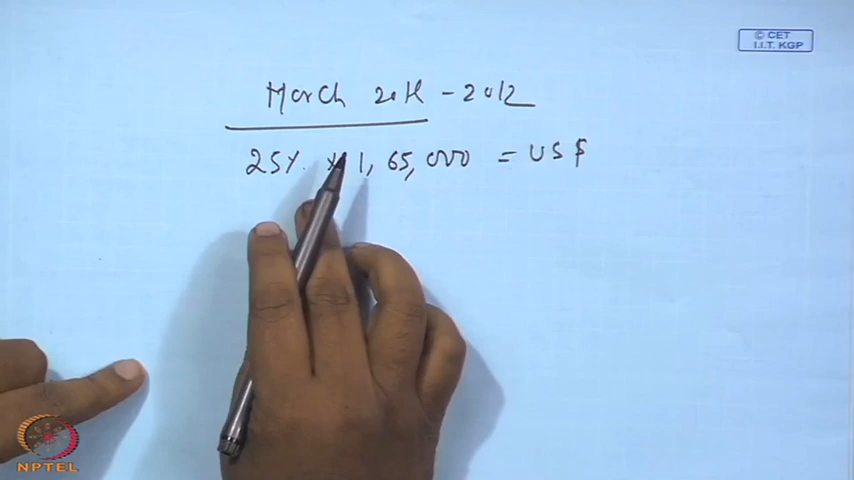 © CET
I.I.T. KGP
March 20th - 2012
25% × 1,65,000 = US $
NPTEL